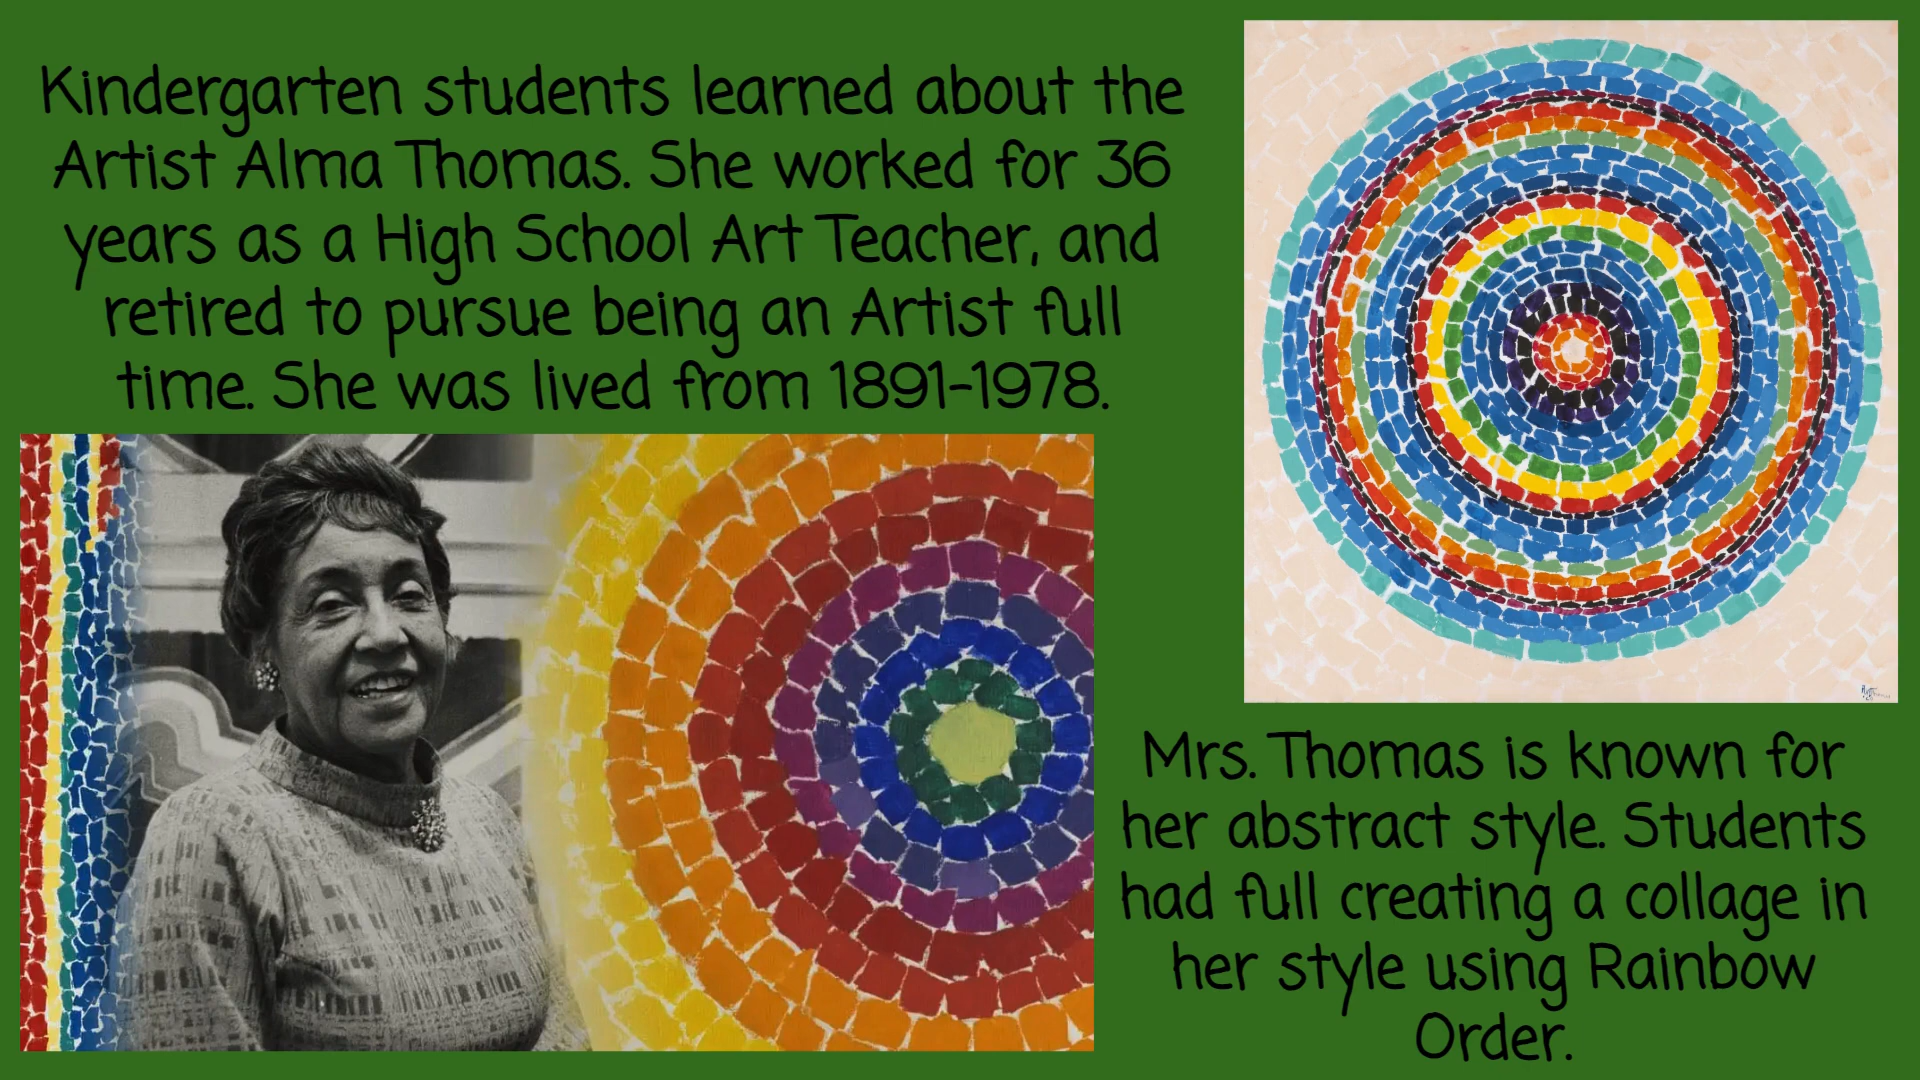 Kindergarten students learned about the
Artist Alma Thomas. She worked for 36
years as a High School Art Teacher, and
retired to pursue being an Artist full
time. She was lived from 1891-1978.
Mrs. Thomas is known for
her abstract style. Students
had full creating a collage in
her style using Rainbow
Order.